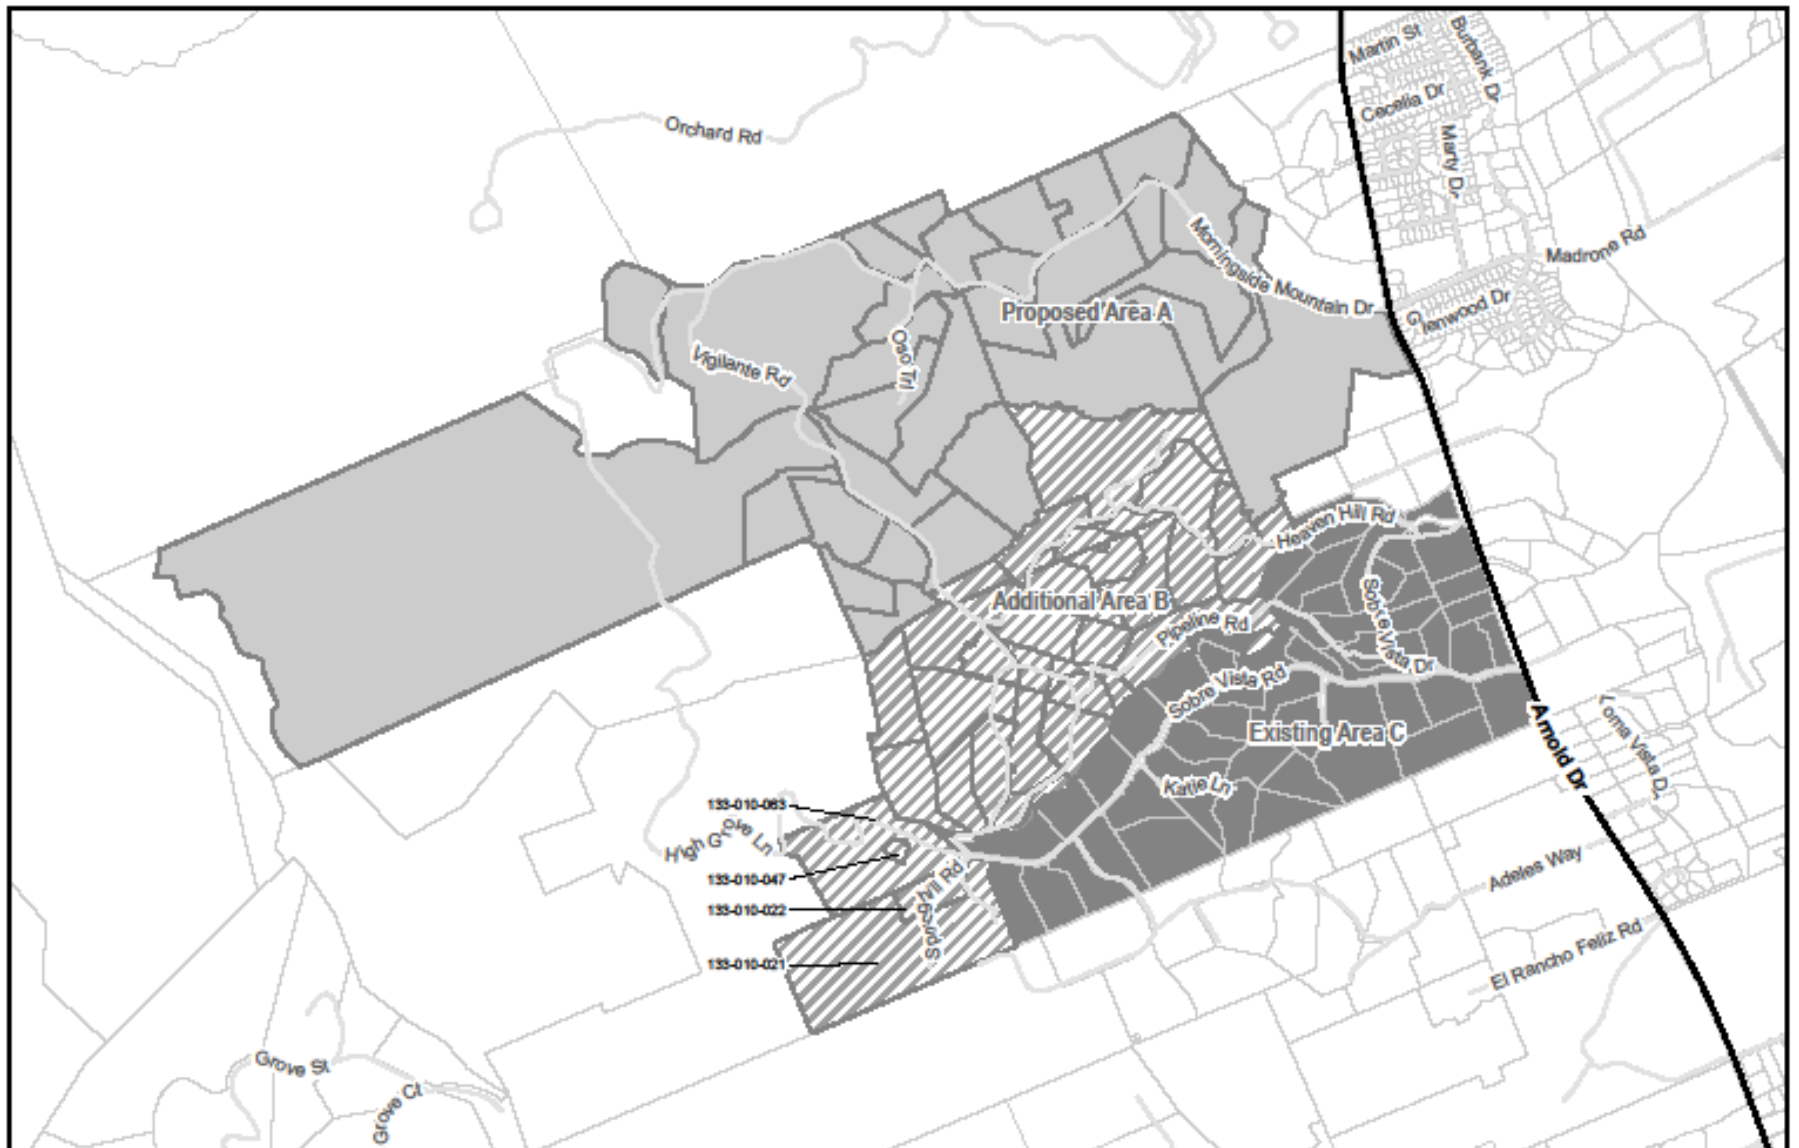 Martin St
Burbank Dr
Cecelia Dr
Orchard Rd
Marty Dr
Madrone Rd
Morningside Mountain Dr
Glenwood Dr
Proposed Area A
Oso Trl
Vigilante Rd
Heaven Hill Rd
Additional Area B
Sobre Vista Dr
Pipeline Rd
Sobre Vista Rd
Existing Area C
Arnold Dr
Loma Vista Dr
Katie Ln
133-010-063
High Grove Ln
133-010-047
Springhill Rd
133-010-022
133-010-021
Adeles Way
El Rancho Feliz Rd
Grove St
Grove Ct